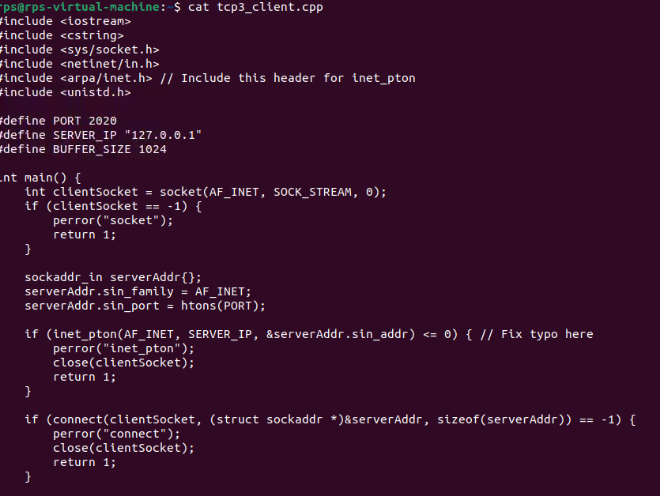 rps@rps-virtual-machine:~$ cat tcp3_client.cpp
#include <iostream>
#include <cstring>
#include <sys/socket.h>
#include <netinet/in.h>
#include <arpa/inet.h> // Include this header for inet_pton
#include <unistd.h>

#define PORT 2020
#define SERVER_IP "127.0.0.1"
#define BUFFER_SIZE 1024

int main() {
    int clientSocket = socket(AF_INET, SOCK_STREAM, 0);
    if (clientSocket == -1) {
        perror("socket");
        return 1;
    }

    sockaddr_in serverAddr{};
    serverAddr.sin_family = AF_INET;
    serverAddr.sin_port = htons(PORT);

    if (inet_pton(AF_INET, SERVER_IP, &serverAddr.sin_addr) <= 0) { // Fix typo here
        perror("inet_pton");
        close(clientSocket);
        return 1;
    }

    if (connect(clientSocket, (struct sockaddr *)&serverAddr, sizeof(serverAddr)) == -1) {
        perror("connect");
        close(clientSocket);
        return 1;
    }